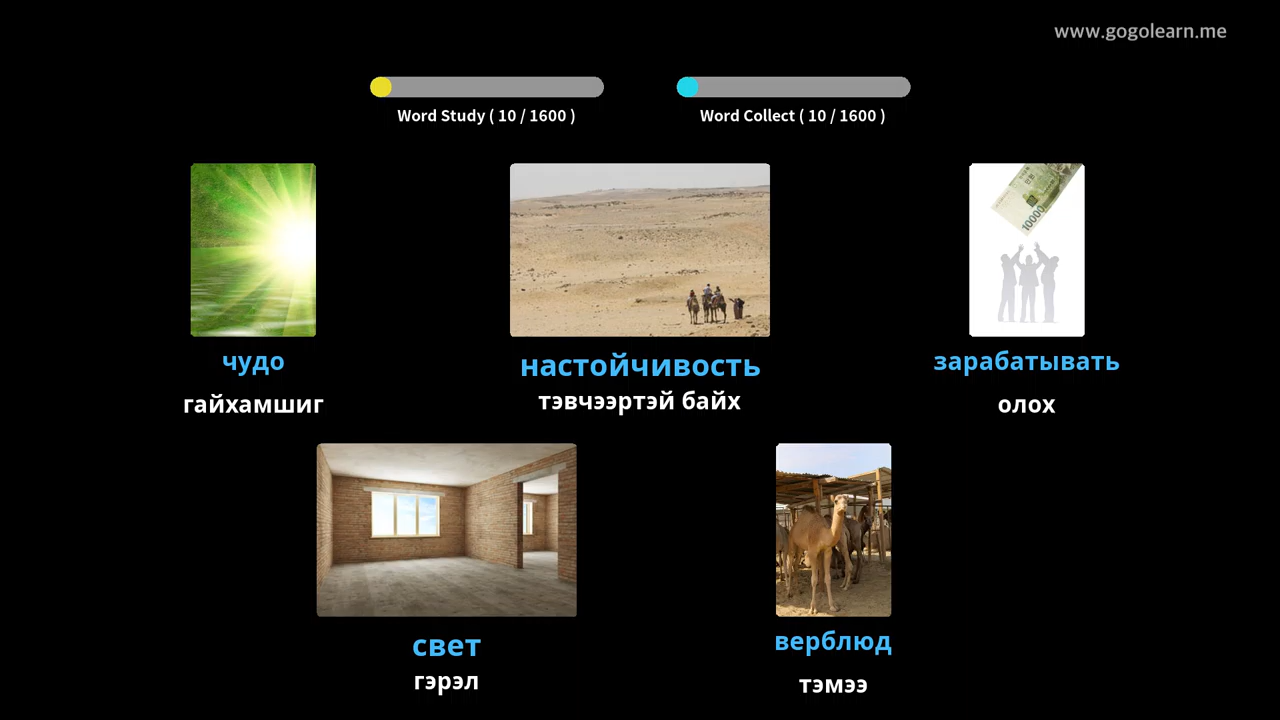 www.gogolearn.me
Word Study ( 10 / 1600 )
Word Collect ( 10 / 1600 )
10000
чудо
гайхамшиг
настойчивость
тэвчээртэй байх
зарабатывать
олох
свет
гэрэл
верблюд
тэмээ